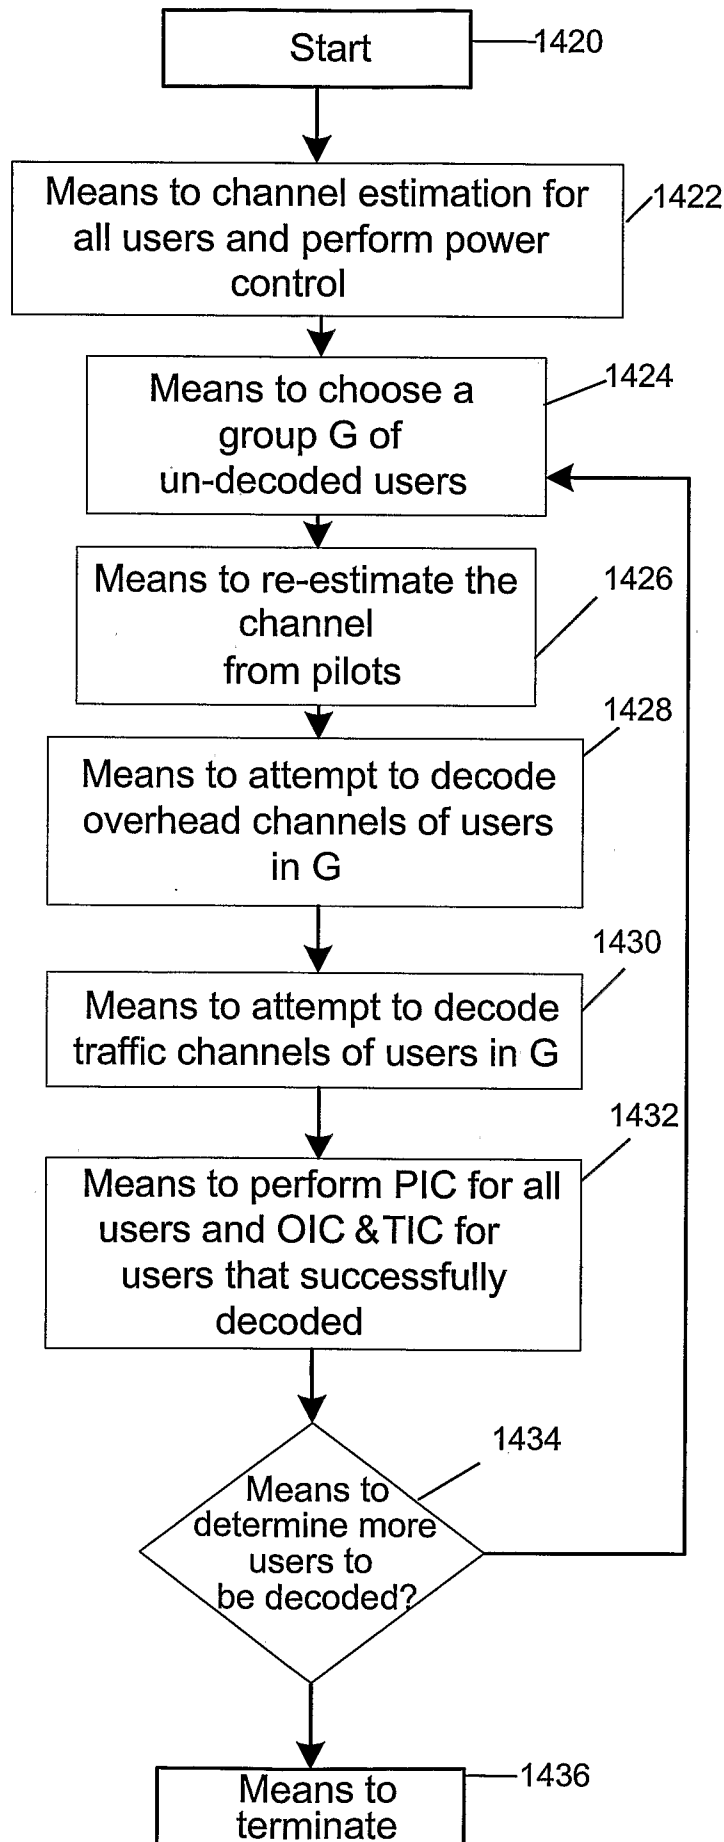 Start
1420
Means to channel estimation for
all users and perform power
control
1422
Means to choose a
group G of
un-decoded users
1424
Means to re-estimate the
channel
from pilots
1426
Means to attempt to decode
overhead channels of users
in G
1428
Means to attempt to decode
traffic channels of users in G
1430
Means to perform PIC for all
users and OIC & TIC for
users that successfully
decoded
1432
Means to
determine more
users to
be decoded?
1434
Means to
terminate
1436